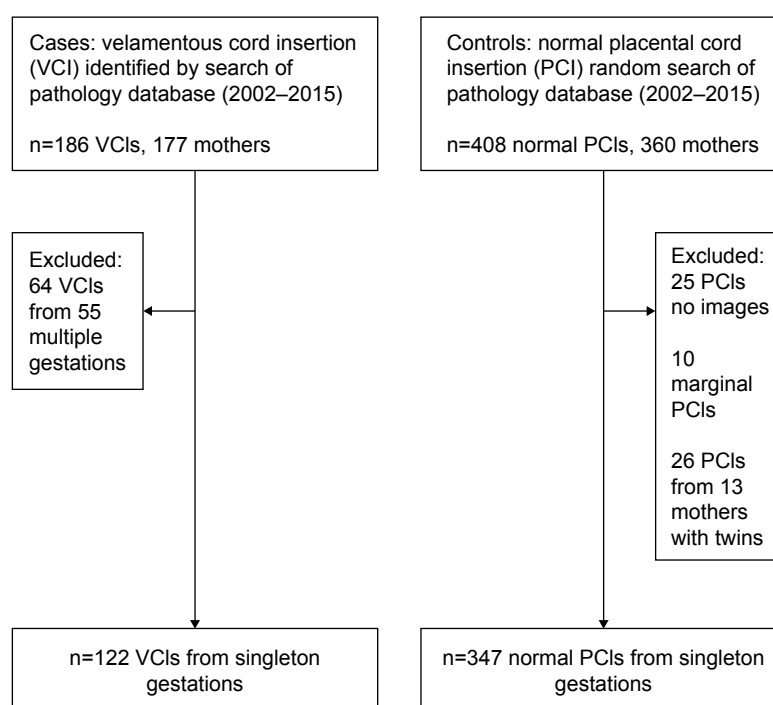 Cases: velamentous cord insertion
(VCI) identified by search of
pathology database (2002–2015)
n=186 VCIs, 177 mothers
Controls: normal placental cord
insertion (PCI) random search of
pathology database (2002–2015)
n=408 normal PCIs, 360 mothers
Excluded:
64 VCIs
from 55
multiple
gestations
Excluded:
25 PCIs
no images
10
marginal
PCIs
26 PCIs
from 13
mothers
with twins
n=122 VCIs from singleton
gestations
n=347 normal PCIs from singleton
gestations